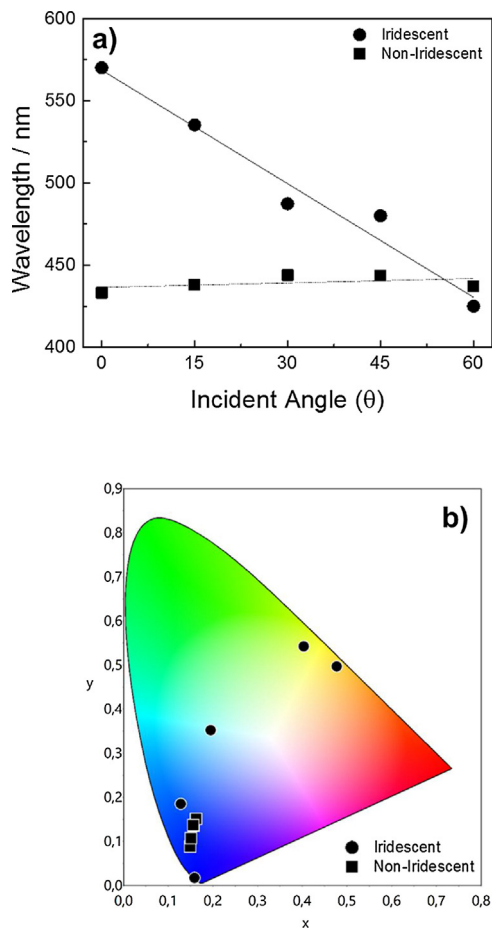 a)
Iridescent
Non-Iridescent
600
550
500
450
400
Wavelength / nm
0 15 30 45 60
Incident Angle (θ)
b)
0,9
0,8
0,7
0,6
0,5
0,4
0,3
0,2
0,1
0,0
y
Iridescent
Non-Iridescent
0,0 0,1 0,2 0,3 0,4 0,5 0,6 0,7 0,8
x